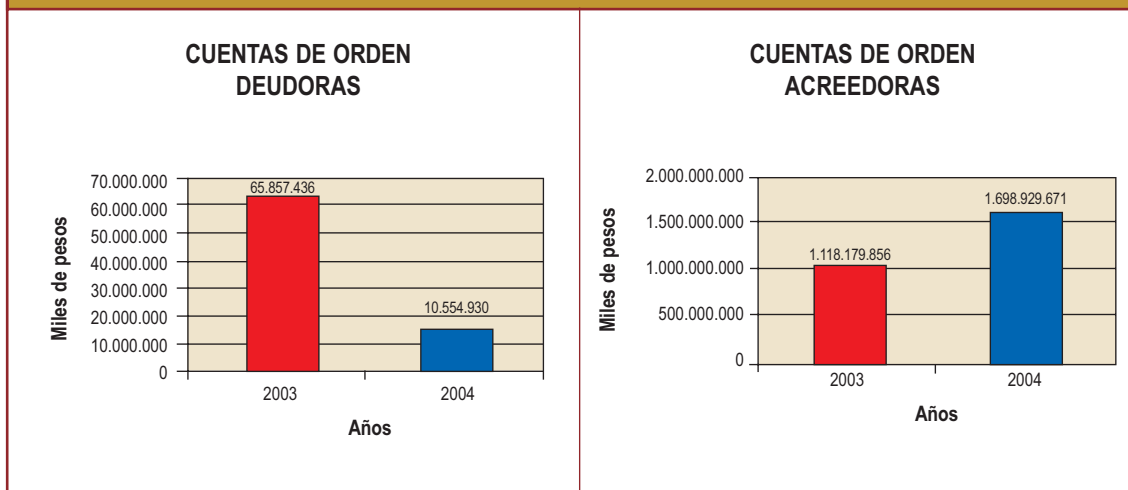 CUENTAS DE ORDEN
DEUDORAS
70.000.000
60.000.000
50.000.000
40.000.000
30.000.000
20.000.000
10.000.000
0
Miles de pesos
65.857.436
10.554.930
2003
2004
Años
CUENTAS DE ORDEN
ACREEDORAS
2.000.000.000
1.500.000.000
1.000.000.000
500.000.000
0
Miles de pesos
1.118.179.856
1.698.929.671
2003
2004
Años